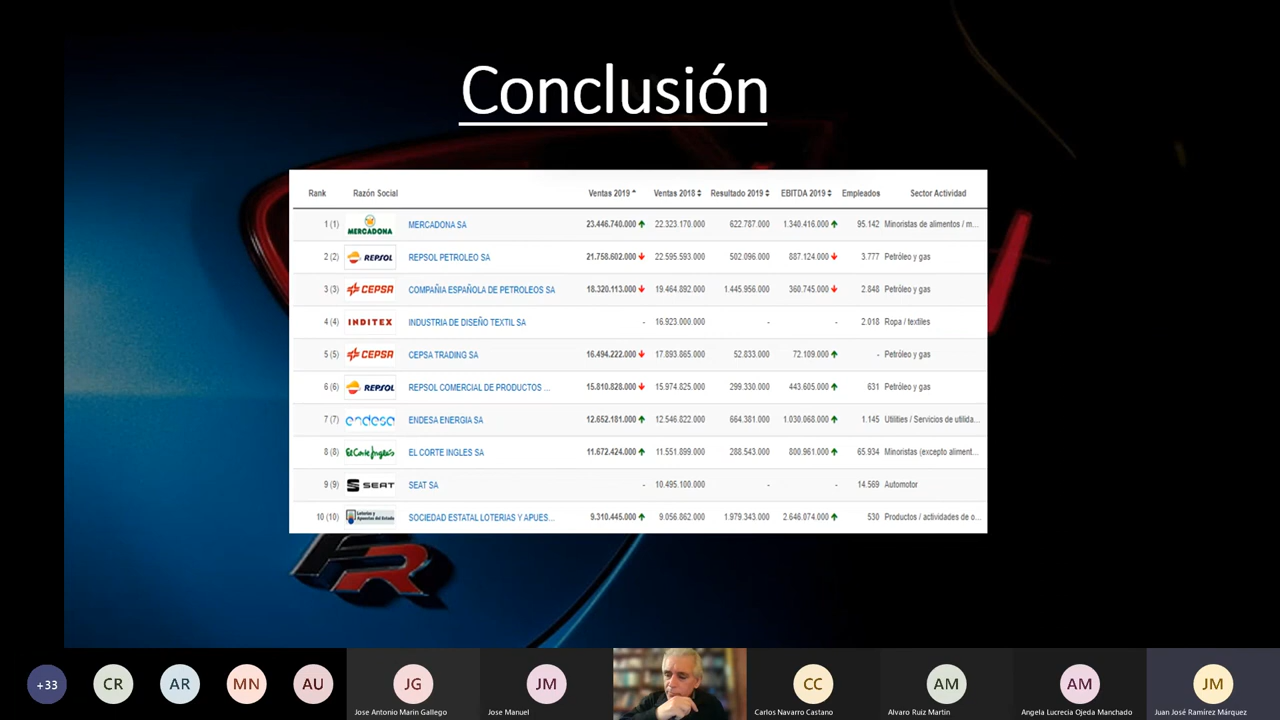 Conclusión
Rank Razón Social Ventas 2019 Ventas 2018 Resultado 2019 EBITDA 2019 Empleados Sector Actividad
1 (1) MERCADONA MERCADONA SA 23.446.740.000 22.323.170.000 622.787.000 1.340.416.000 95.142 Minoristas de alimentos / m...
2 (2) REPSOL REPSOL PETROLEO SA 21.758.602.000 22.595.593.000 502.096.000 887.124.000 3.777 Petróleo y gas
3 (3) CEPSA COMPAÑIA ESPAÑOLA DE PETROLEOS SA 18.320.113.000 19.464.892.000 1.445.956.000 360.745.000 2.848 Petróleo y gas
4 (4) INDITEX INDUSTRIA DE DISEÑO TEXTIL SA - 16.923.000.000 - - 2.018 Ropa / textiles
5 (5) CEPSA CEPSA TRADING SA 16.494.222.000 17.893.865.000 52.833.000 72.109.000 - Petróleo y gas
6 (6) REPSOL REPSOL COMERCIAL DE PRODUCTOS ... 15.810.828.000 15.974.825.000 299.330.000 443.605.000 631 Petróleo y gas
7 (7) endesa ENDESA ENERGIA SA 12.652.181.000 12.546.822.000 664.381.000 1.030.068.000 1.145 Utilities / Servicios de utilida...
8 (8) El Corte Inglés EL CORTE INGLES SA 11.672.424.000 11.551.899.000 288.543.000 800.961.000 65.934 Minoristas (excepto aliment...
9 (9) SEAT SEAT SA - 10.495.100.000 - - 14.569 Automotor
10 (10) Loterías y Apuestas del Estado SOCIEDAD ESTATAL LOTERIAS Y APUES... 9.310.445.000 9.056.862.000 1.979.343.000 2.646.074.000 530 Productos / actividades de o...
FR
+33 CR AR MN AU JG JM CC AM AM JM
Jose Antonio Marin Gallego Jose Manuel Carlos Navarro Castano Alvaro Ruiz Martin Angela Lucrecia Ojeda Manchado Juan José Ramírez Márquez